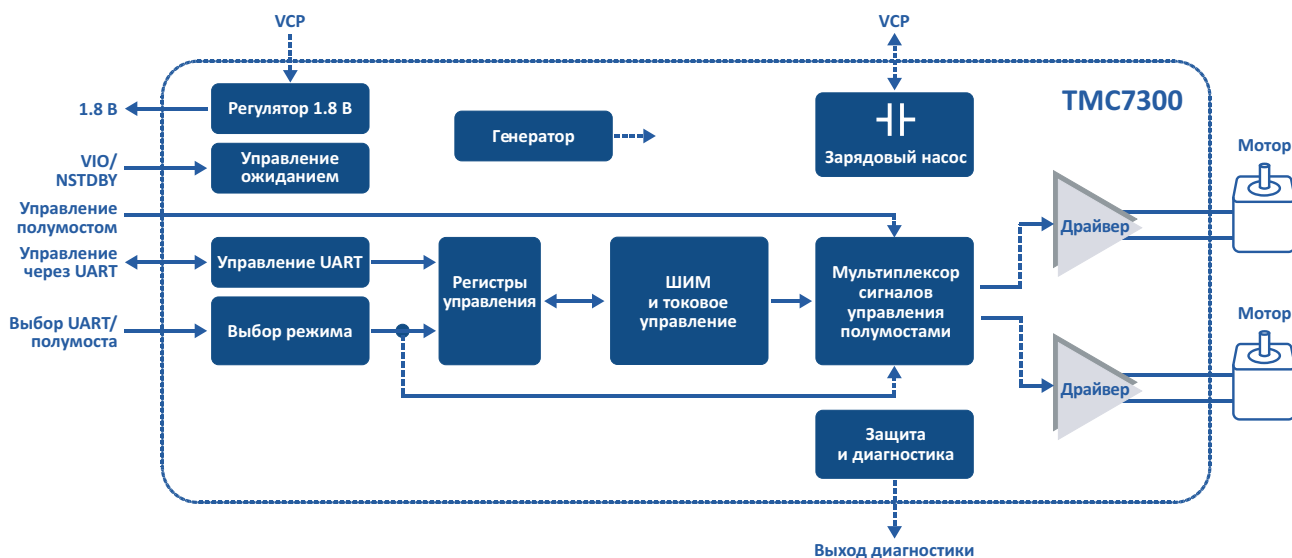 VCP
VCP
TMC7300
1.8 В
Регулятор 1.8 В
Генератор
Зарядовый насос
VIO/
NSTDBY
Управление
ожиданием
Мотор
Управление
полумостом
Драйвер
Управление
через UART
Управление UART
Регистры
управления
ШИМ
и токовое
управление
Мультиплексор
сигналов
управления
полумостами
Выбор UART/
полумоста
Выбор режима
Мотор
Драйвер
Защита
и диагностика
Выход диагностики